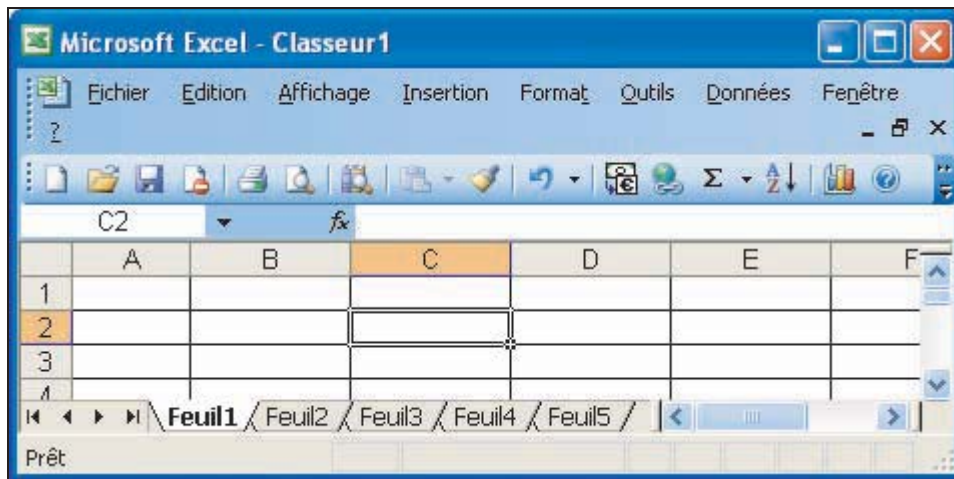 Microsoft Excel - Classeur1
Fichier Edition Affichage Insertion Format Outils Données Fenêtre
?
C2 fx
A B C D E F
1
2
3
4
Feuil1 Feuil2 Feuil3 Feuil4 Feuil5
Prêt